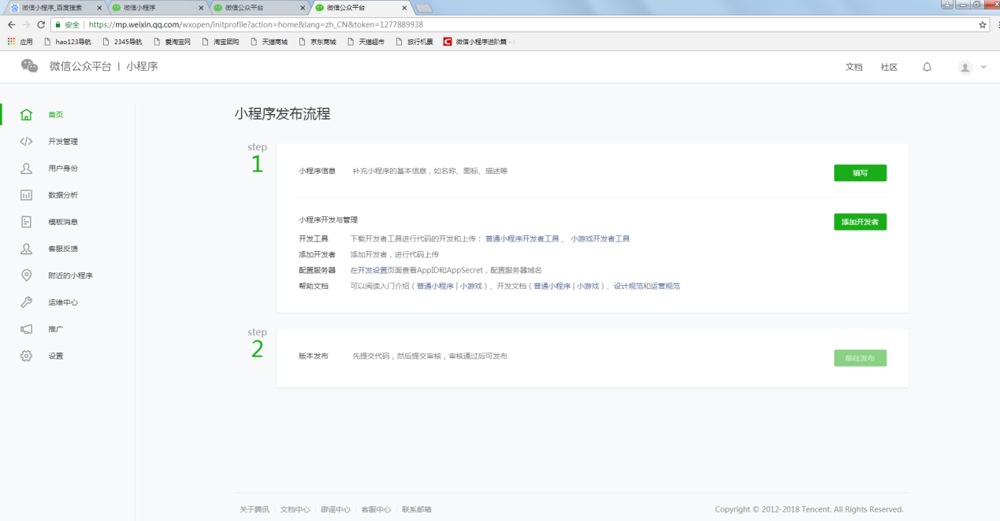 微信小程序_百度搜索 微信小程序 微信公众平台 微信公众平台
安全 https://mp.weixin.qq.com/wxopen/initprofile?action=home&lang=zh_CN&token=1277889938
应用 hao123导航 2345导航 爱淘宝网 淘宝团购 天猫商城 京东商城 天猫超市 旅行机票 微信小程序进阶篇 -
微信公众平台 | 小程序 文档 社区
首页
开发管理
用户身份
数据分析
模板消息
客服反馈
附近的小程序
运维中心
推广
设置
小程序发布流程
step
1
小程序信息 补充小程序的基本信息，如名称、图标、描述等 填写
小程序开发与管理 添加开发者
开发工具 下载开发者工具进行代码的开发和上传： 普通小程序开发者工具 、 小游戏开发者工具
添加开发者 添加开发者，进行代码上传
配置服务器 在开发设置页面查看AppID和AppSecret，配置服务器域名
帮助文档 可以阅读入门介绍（普通小程序 | 小游戏）、开发文档（普通小程序 | 小游戏）、设计规范和运营规范
step
2
版本发布 先提交代码，然后提交审核，审核通过后可发布 前往发布
关于腾讯 文档中心 辟谣中心 客服中心 联系邮箱 Copyright © 2012-2018 Tencent. All Rights Reserved.